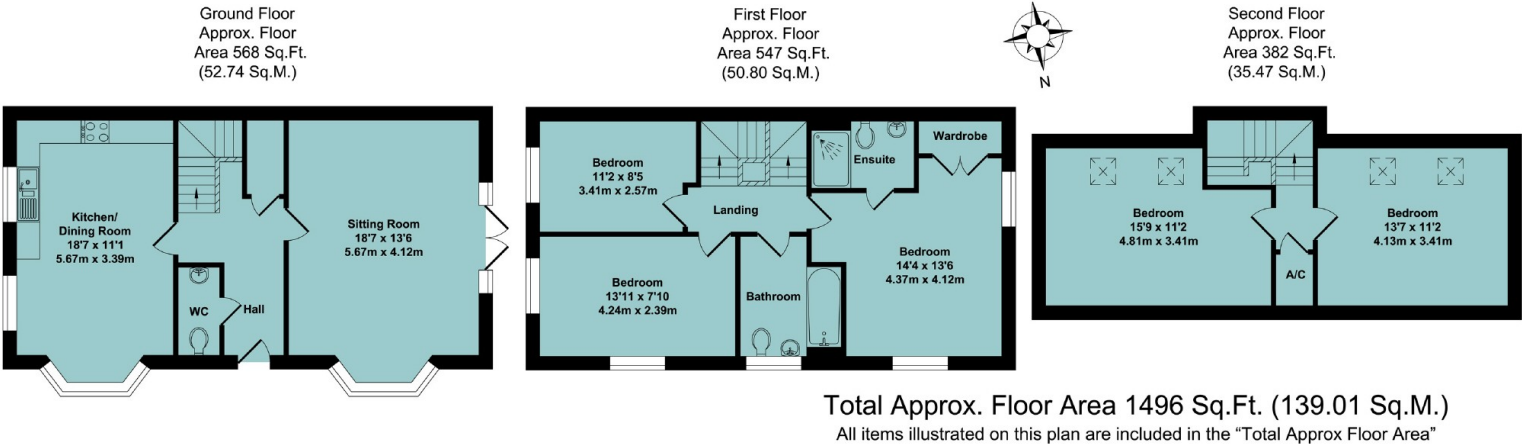 Ground Floor
Approx. Floor
Area 568 Sq.Ft.
(52.74 Sq.M.)
First Floor
Approx. Floor
Area 547 Sq.Ft.
(50.80 Sq.M.)
N
Second Floor
Approx. Floor
Area 382 Sq.Ft.
(35.47 Sq.M.)
Kitchen/
Dining Room
18'7 x 11'1
5.67m x 3.39m
WC
Hall
Sitting Room
18'7 x 13'6
5.67m x 4.12m
Bedroom
11'2 x 8'5
3.41m x 2.57m
Landing
Ensuite
Wardrobe
Bedroom
13'11 x 7'10
4.24m x 2.39m
Bathroom
Bedroom
14'4 x 13'6
4.37m x 4.12m
Bedroom
15'9 x 11'2
4.81m x 3.41m
A/C
Bedroom
13'7 x 11'2
4.13m x 3.41m
Total Approx. Floor Area 1496 Sq.Ft. (139.01 Sq.M.)
All items illustrated on this plan are included in the “Total Approx Floor Area”